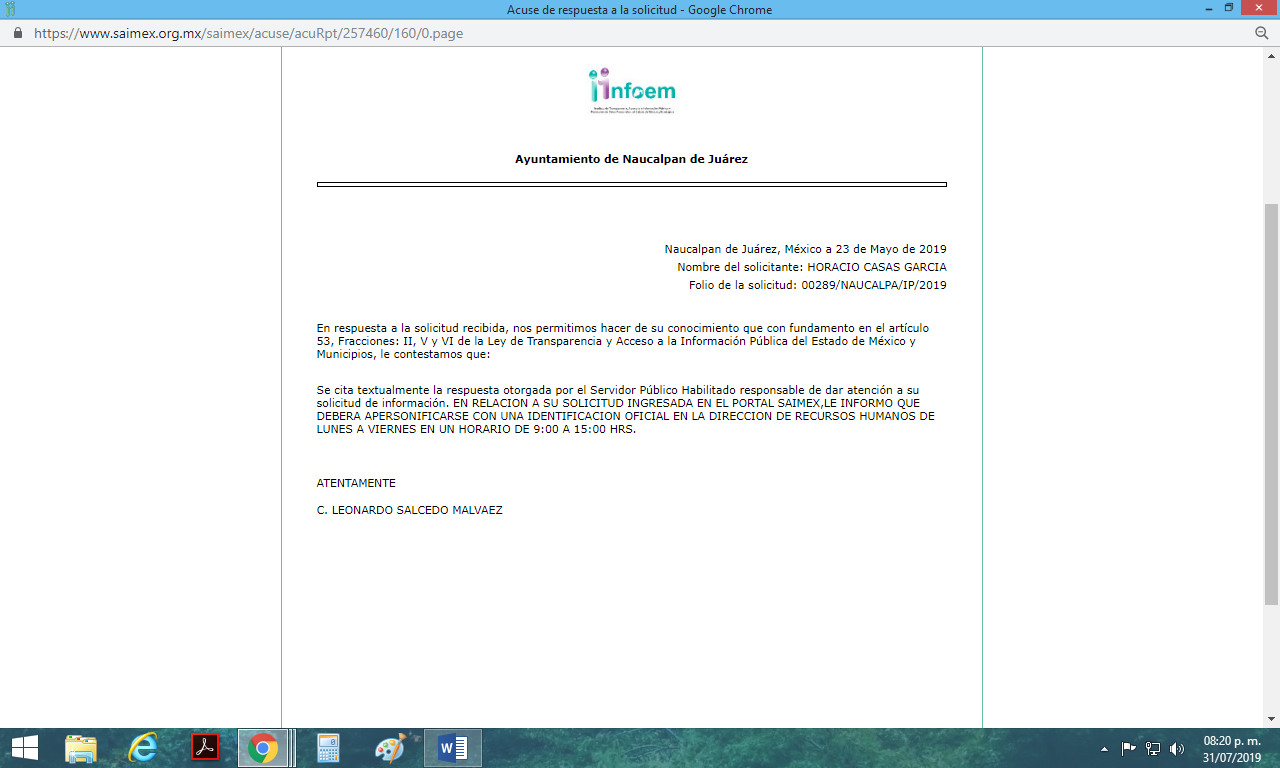 Acuse de respuesta a la solicitud - Google Chrome
https://www.saimex.org.mx/saimex/acuse/acuRpt/257460/160/0.page
infoem
Ayuntamiento de Naucalpan de Juárez
Naucalpan de Juárez, México a 23 de Mayo de 2019
Nombre del solicitante: HORACIO CASAS GARCIA
Folio de la solicitud: 00289/NAUCALPA/IP/2019
En respuesta a la solicitud recibida, nos permitimos hacer de su conocimiento que con fundamento en el artículo
53, Fracciones: II, V y VI de la Ley de Transparencia y Acceso a la Información Pública del Estado de México y
Municipios, le contestamos que:
Se cita textualmente la respuesta otorgada por el Servidor Público Habilitado responsable de dar atención a su
solicitud de información. EN RELACION A SU SOLICITUD INGRESADA EN EL PORTAL SAIMEX,LE INFORMO QUE
DEBERA APERSONIFICARSE CON UNA IDENTIFICACION OFICIAL EN LA DIRECCION DE RECURSOS HUMANOS DE
LUNES A VIERNES EN UN HORARIO DE 9:00 A 15:00 HRS.
ATENTAMENTE
C. LEONARDO SALCEDO MALVAEZ
08:20 p. m.
31/07/2019